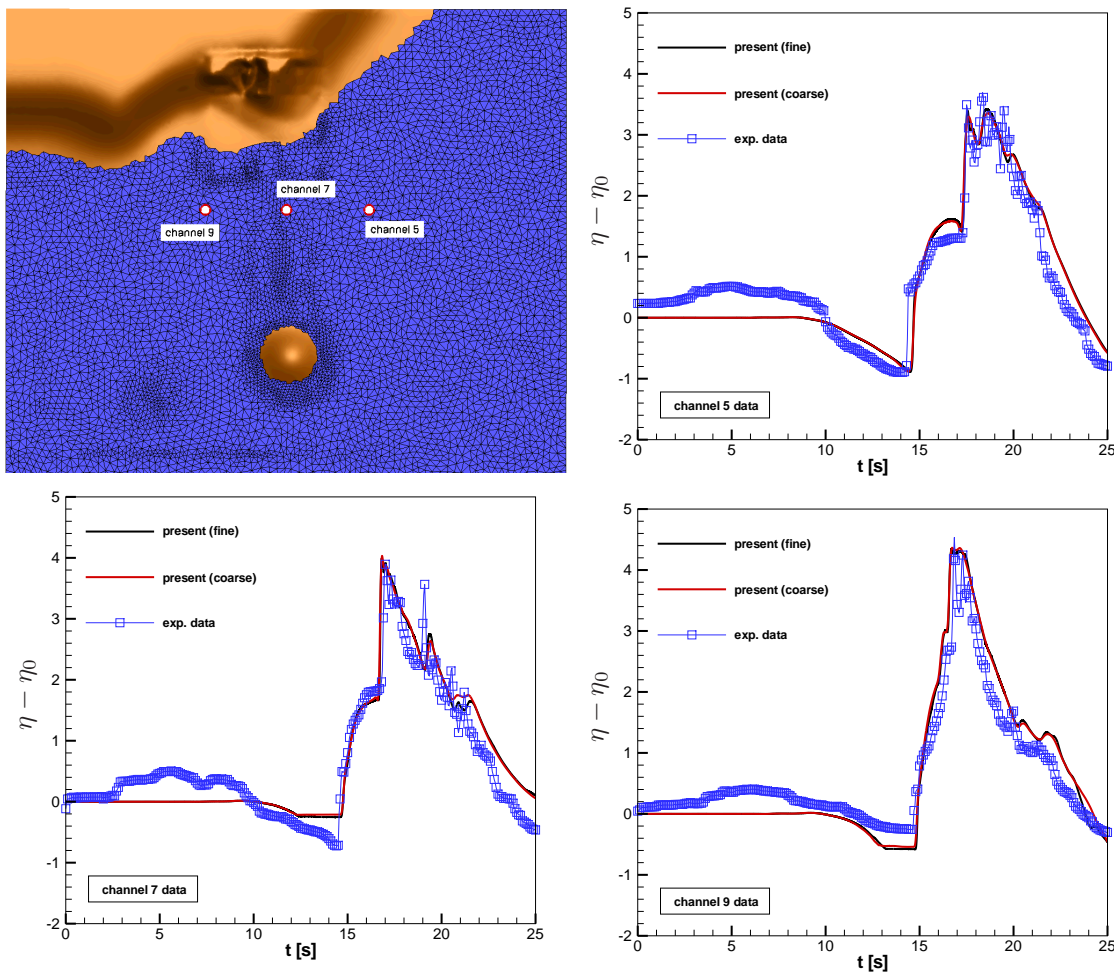 channel 7
channel 9
channel 5
5
4
3
2
1
0
-1
-2
η − η₀
present (fine)
present (coarse)
exp. data
channel 5 data
0 5 10 15 20 25
t [s]
5
4
3
2
1
0
-1
-2
η − η₀
present (fine)
present (coarse)
exp. data
channel 7 data
0 5 10 15 20 25
t [s]
5
4
3
2
1
0
-1
-2
η − η₀
present (fine)
present (coarse)
exp. data
channel 9 data
0 5 10 15 20 25
t [s]